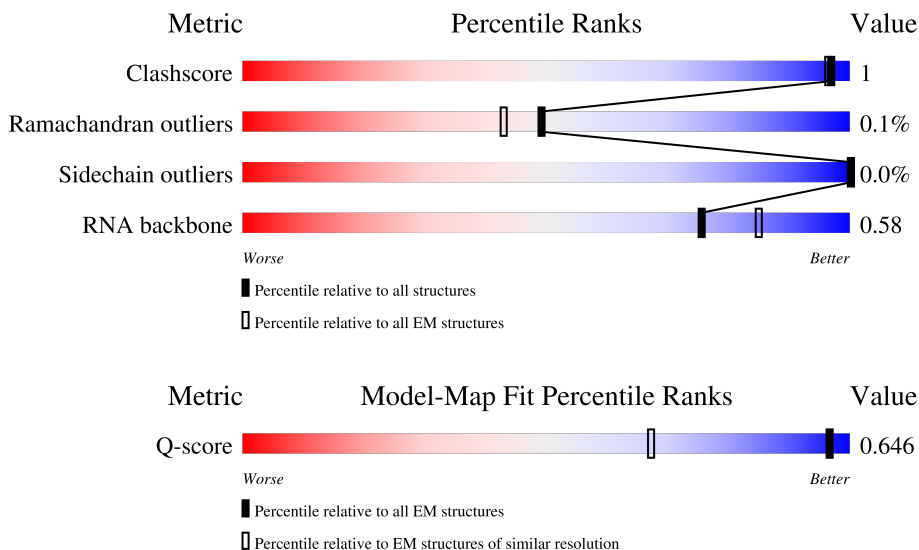 Metric Percentile Ranks Value
Clashscore 1
Ramachandran outliers 0.1%
Sidechain outliers 0.0%
RNA backbone 0.58
Worse Better
Percentile relative to all structures
Percentile relative to all EM structures
Metric Model-Map Fit Percentile Ranks Value
Q-score 0.646
Worse Better
Percentile relative to all EM structures
Percentile relative to EM structures of similar resolution